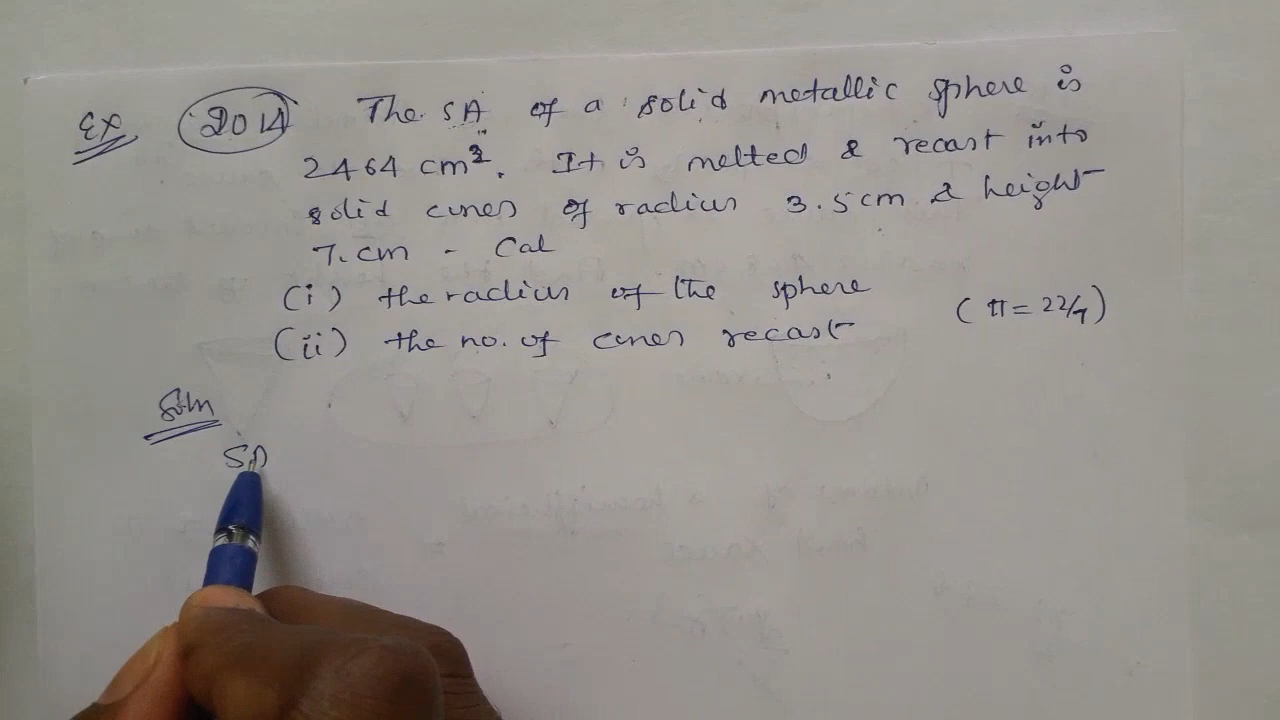 Ex 2014 The SA of a solid metallic sphere is
2464 cm². It is melted & recast into
solid cones of radius 3.5cm & height
7. cm - Cal
(i) the radius of the sphere
(ii) the no. of cones recast (π = 22/7)
Soln
SA